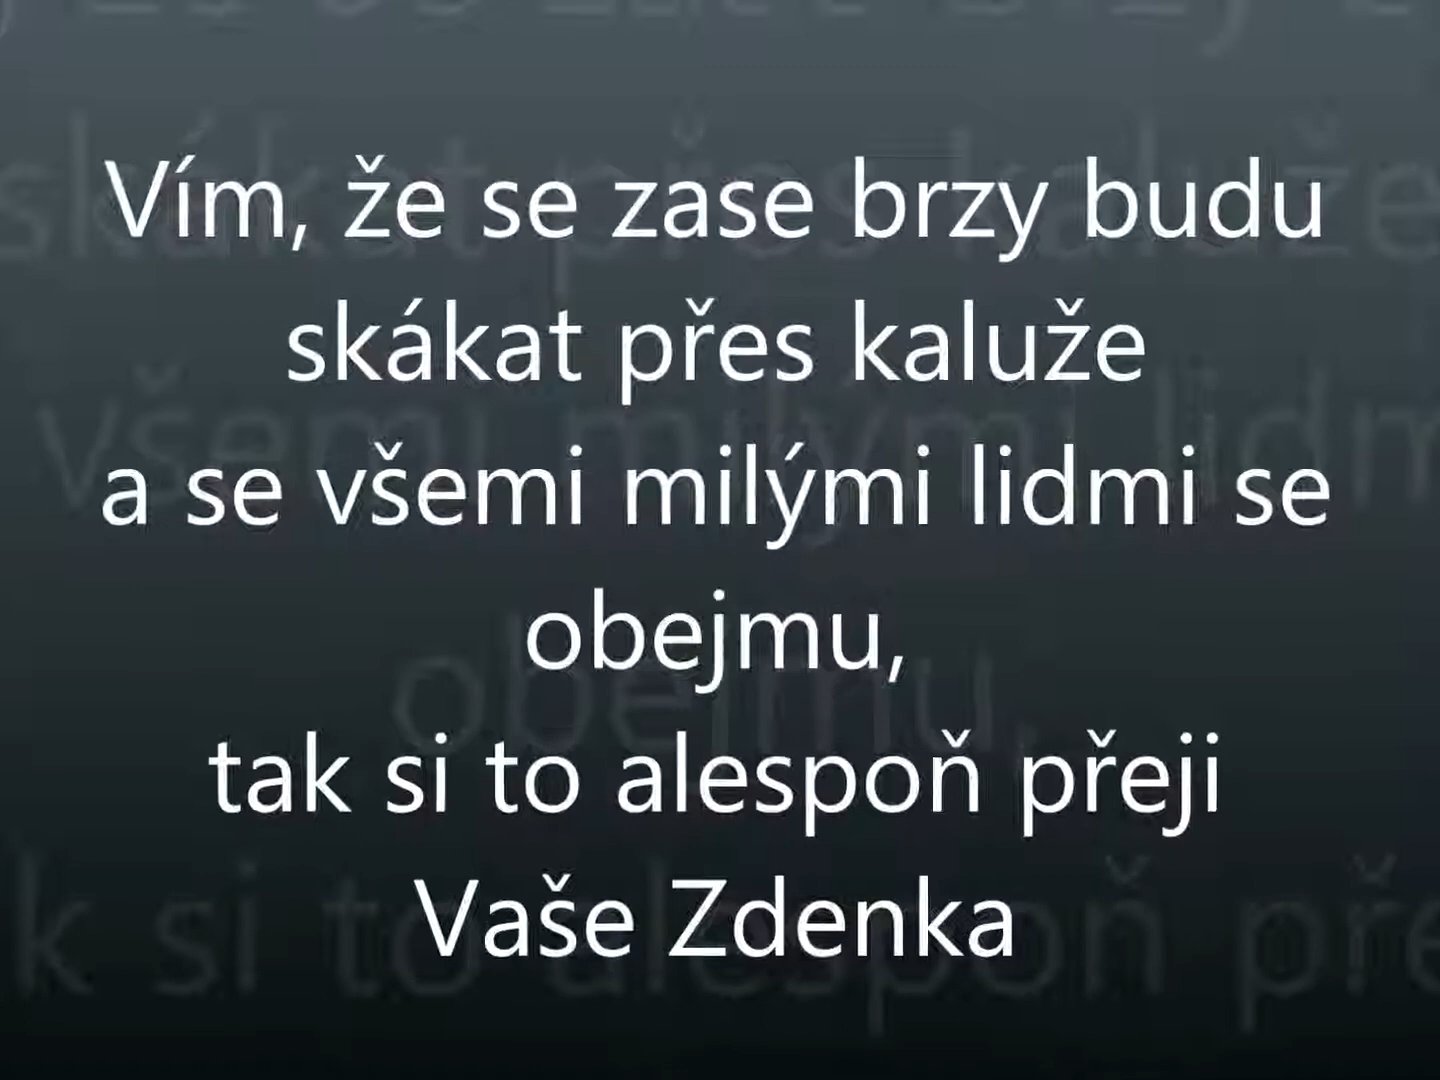 Vím, že se zase brzy budu
skákat přes kaluže
a se všemi milými lidmi se
obejmu,
tak si to alespoň přeji
Vaše Zdenka